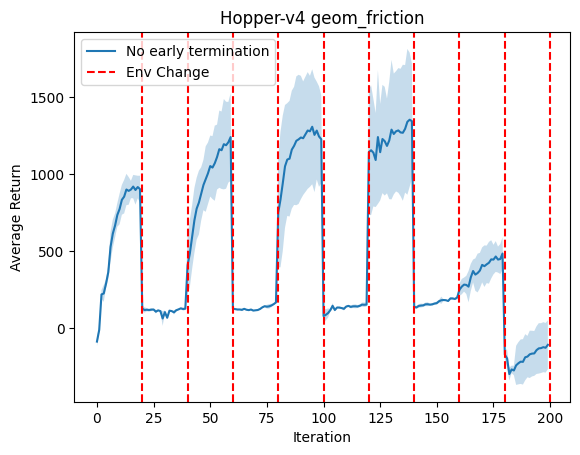 Hopper-v4 geom_friction
No early termination
Env Change
Average Return
1500
1000
500
0
0 25 50 75 100 125 150 175 200
Iteration